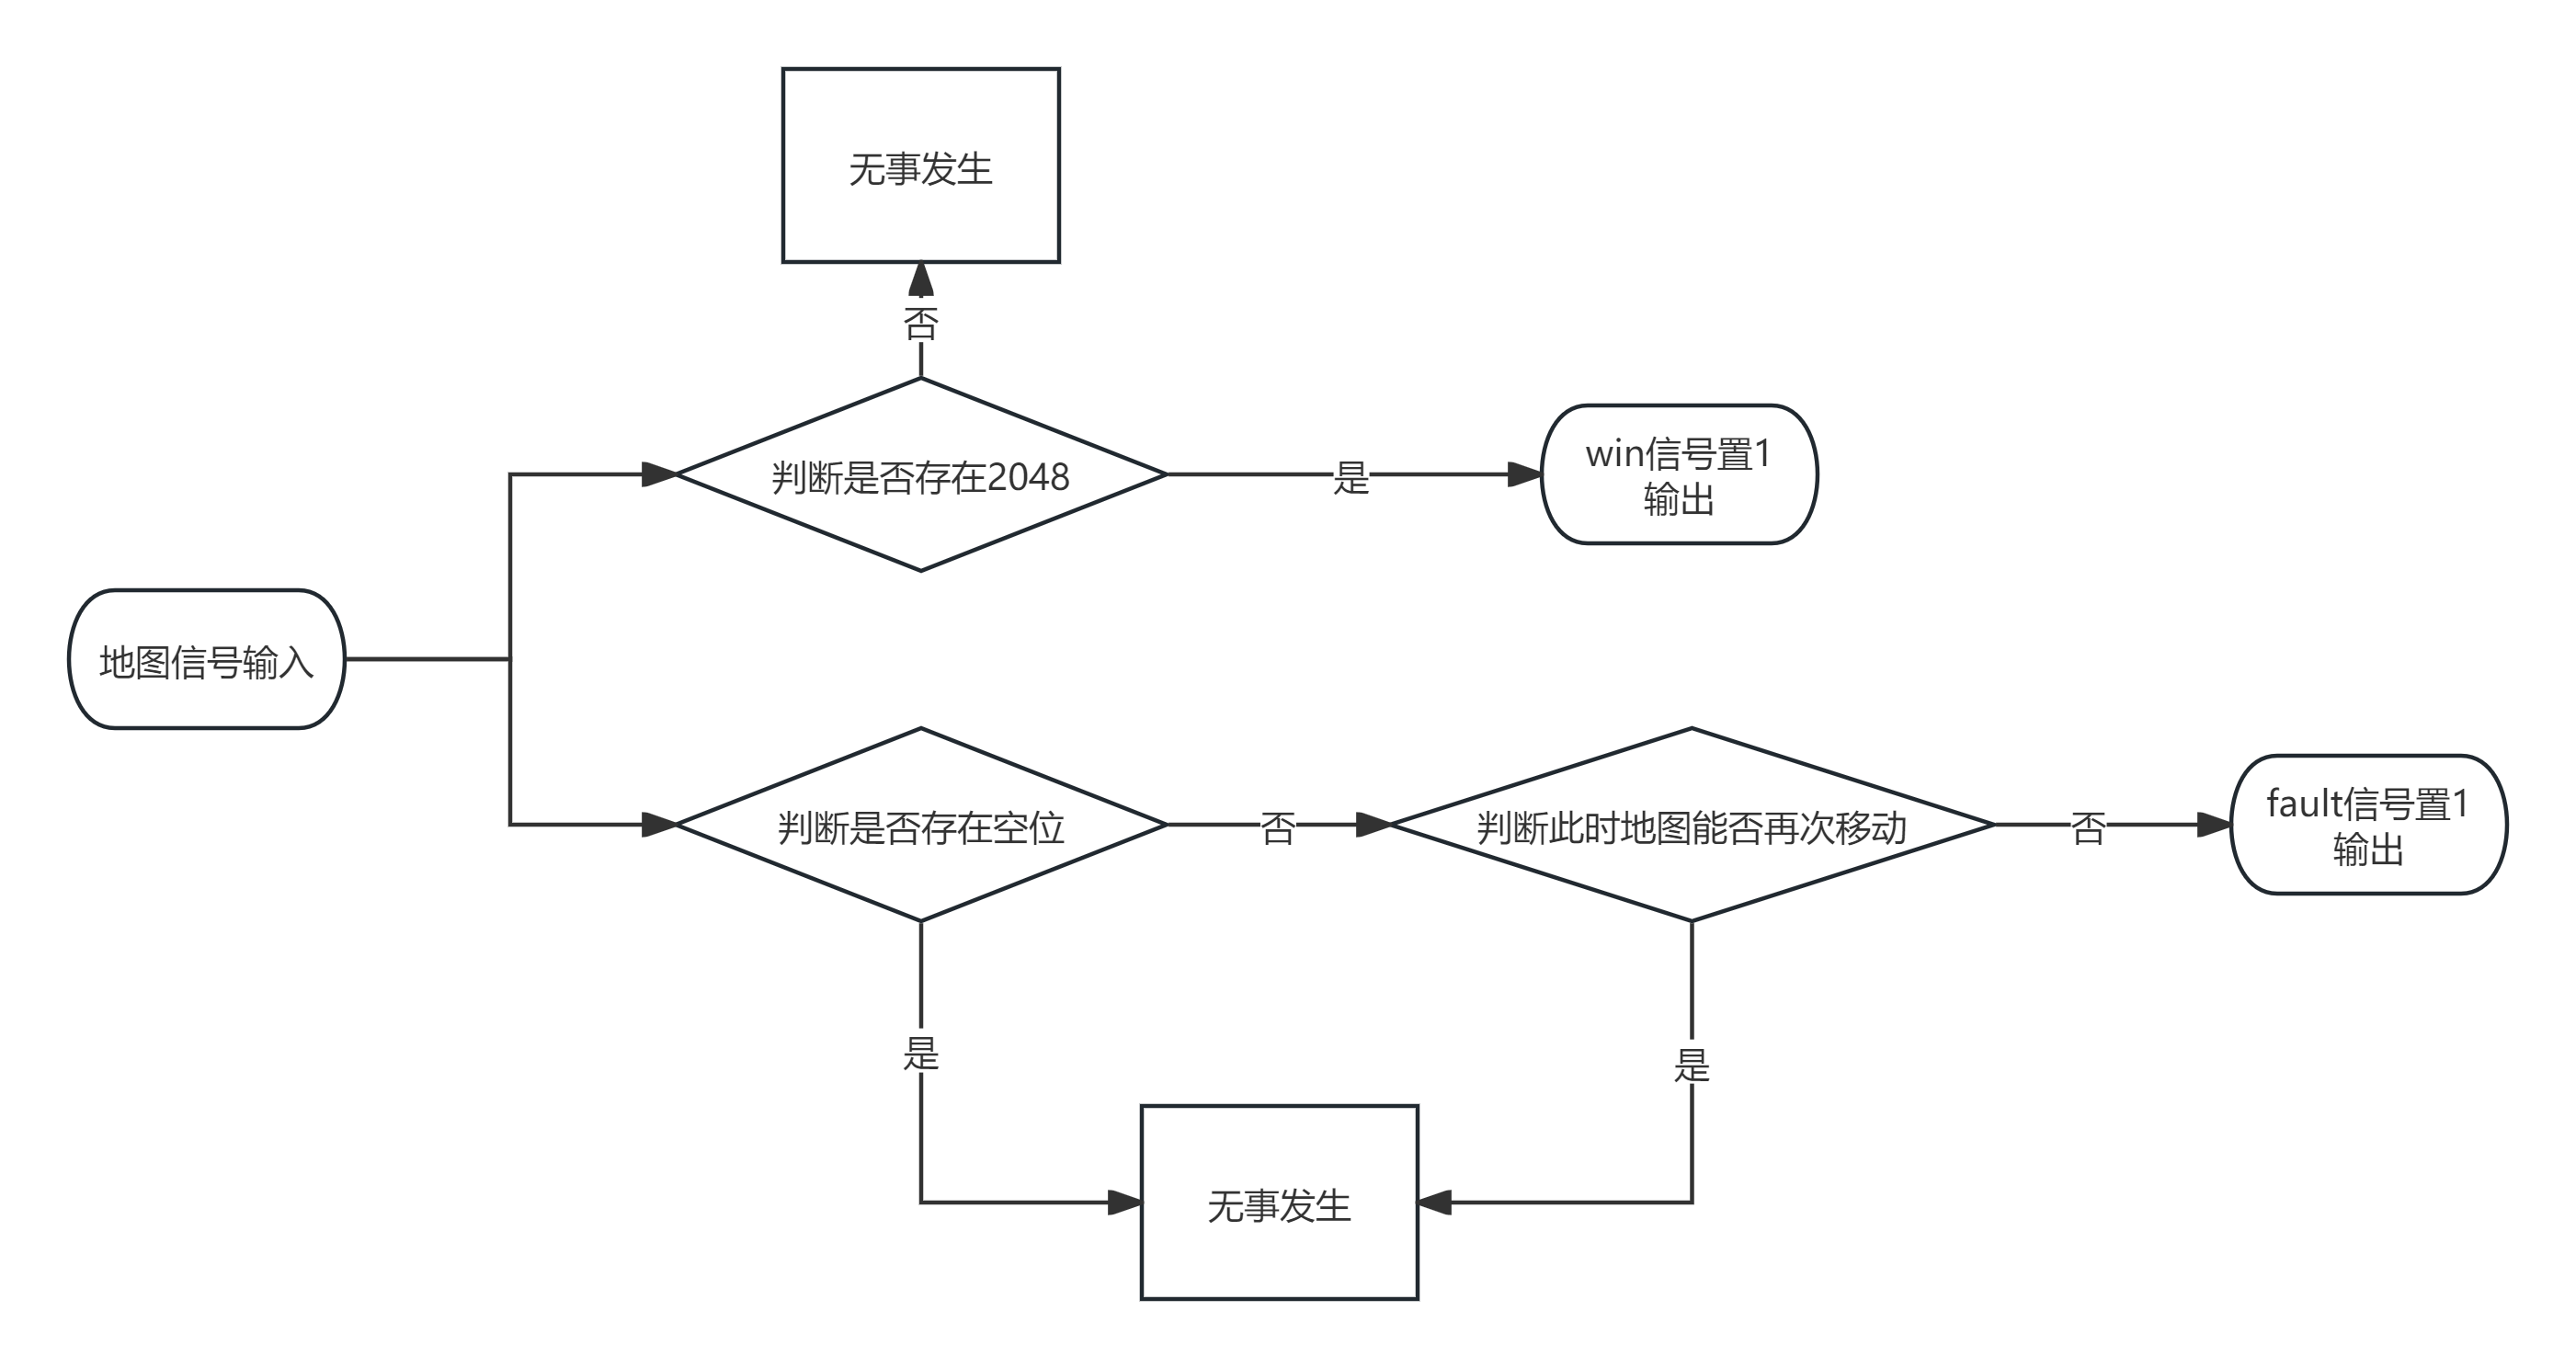 无事发生
否
判断是否存在2048
是
win信号置1
输出
地图信号输入
判断是否存在空位
否
判断此时地图能否再次移动
否
fault信号置1
输出
是
是
无事发生